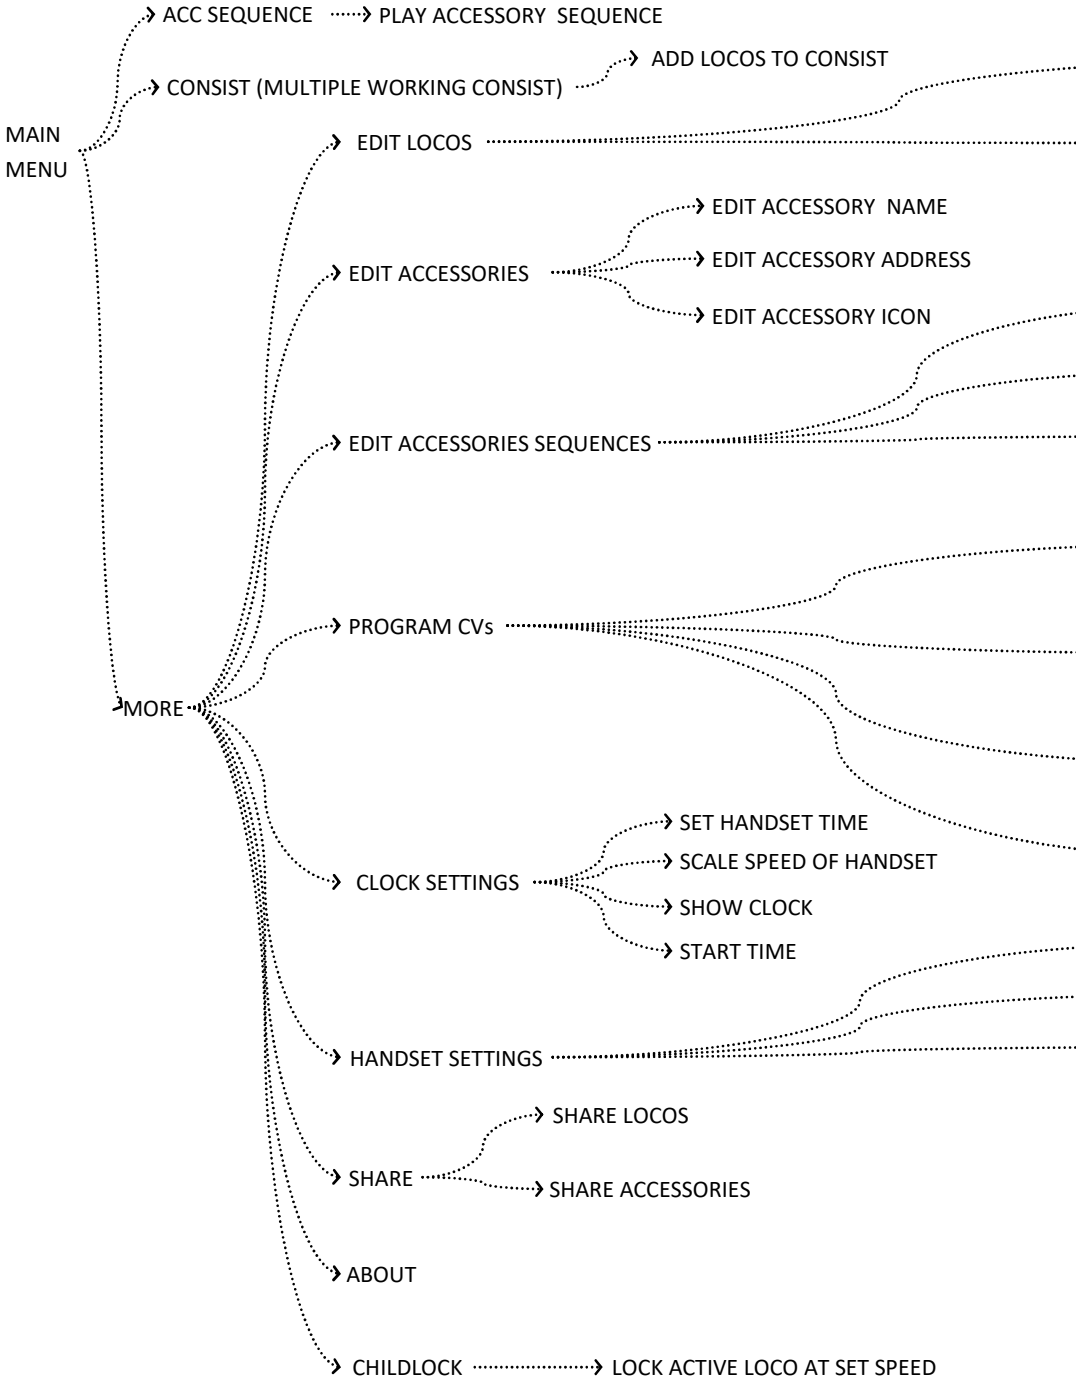 ACC SEQUENCE
PLAY ACCESSORY SEQUENCE
ADD LOCOS TO CONSIST
CONSIST (MULTIPLE WORKING CONSIST)
MAIN
MENU
EDIT LOCOS
EDIT ACCESSORY NAME
EDIT ACCESSORY ADDRESS
EDIT ACCESSORIES
EDIT ACCESSORY ICON
EDIT ACCESSORIES SEQUENCES
PROGRAM CVs
MORE
SET HANDSET TIME
SCALE SPEED OF HANDSET
CLOCK SETTINGS
SHOW CLOCK
START TIME
HANDSET SETTINGS
SHARE LOCOS
SHARE
SHARE ACCESSORIES
ABOUT
CHILDLOCK
LOCK ACTIVE LOCO AT SET SPEED